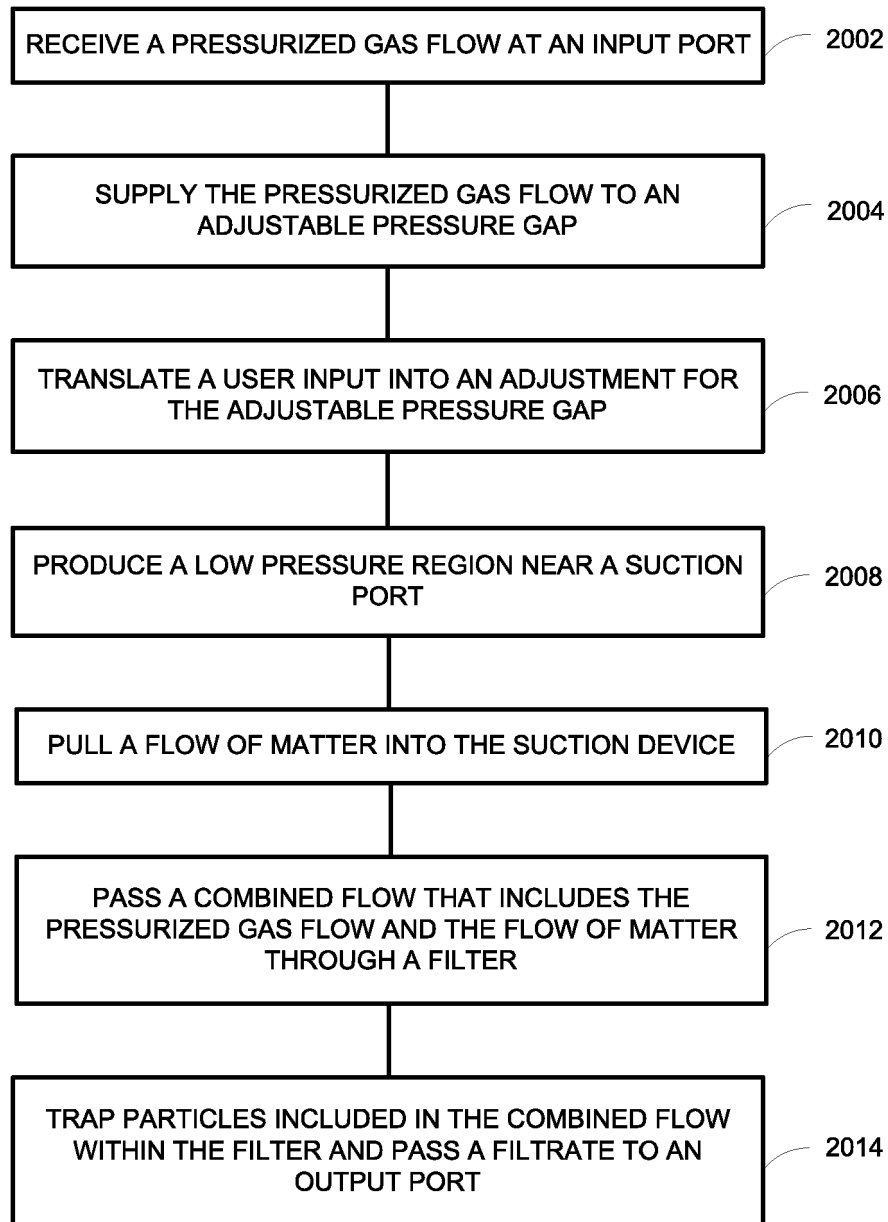 RECEIVE A PRESSURIZED GAS FLOW AT AN INPUT PORT
2002
SUPPLY THE PRESSURIZED GAS FLOW TO AN
ADJUSTABLE PRESSURE GAP
2004
TRANSLATE A USER INPUT INTO AN ADJUSTMENT FOR
THE ADJUSTABLE PRESSURE GAP
2006
PRODUCE A LOW PRESSURE REGION NEAR A SUCTION
PORT
2008
PULL A FLOW OF MATTER INTO THE SUCTION DEVICE
2010
PASS A COMBINED FLOW THAT INCLUDES THE
PRESSURIZED GAS FLOW AND THE FLOW OF MATTER
THROUGH A FILTER
2012
TRAP PARTICLES INCLUDED IN THE COMBINED FLOW
WITHIN THE FILTER AND PASS A FILTRATE TO AN
OUTPUT PORT
2014